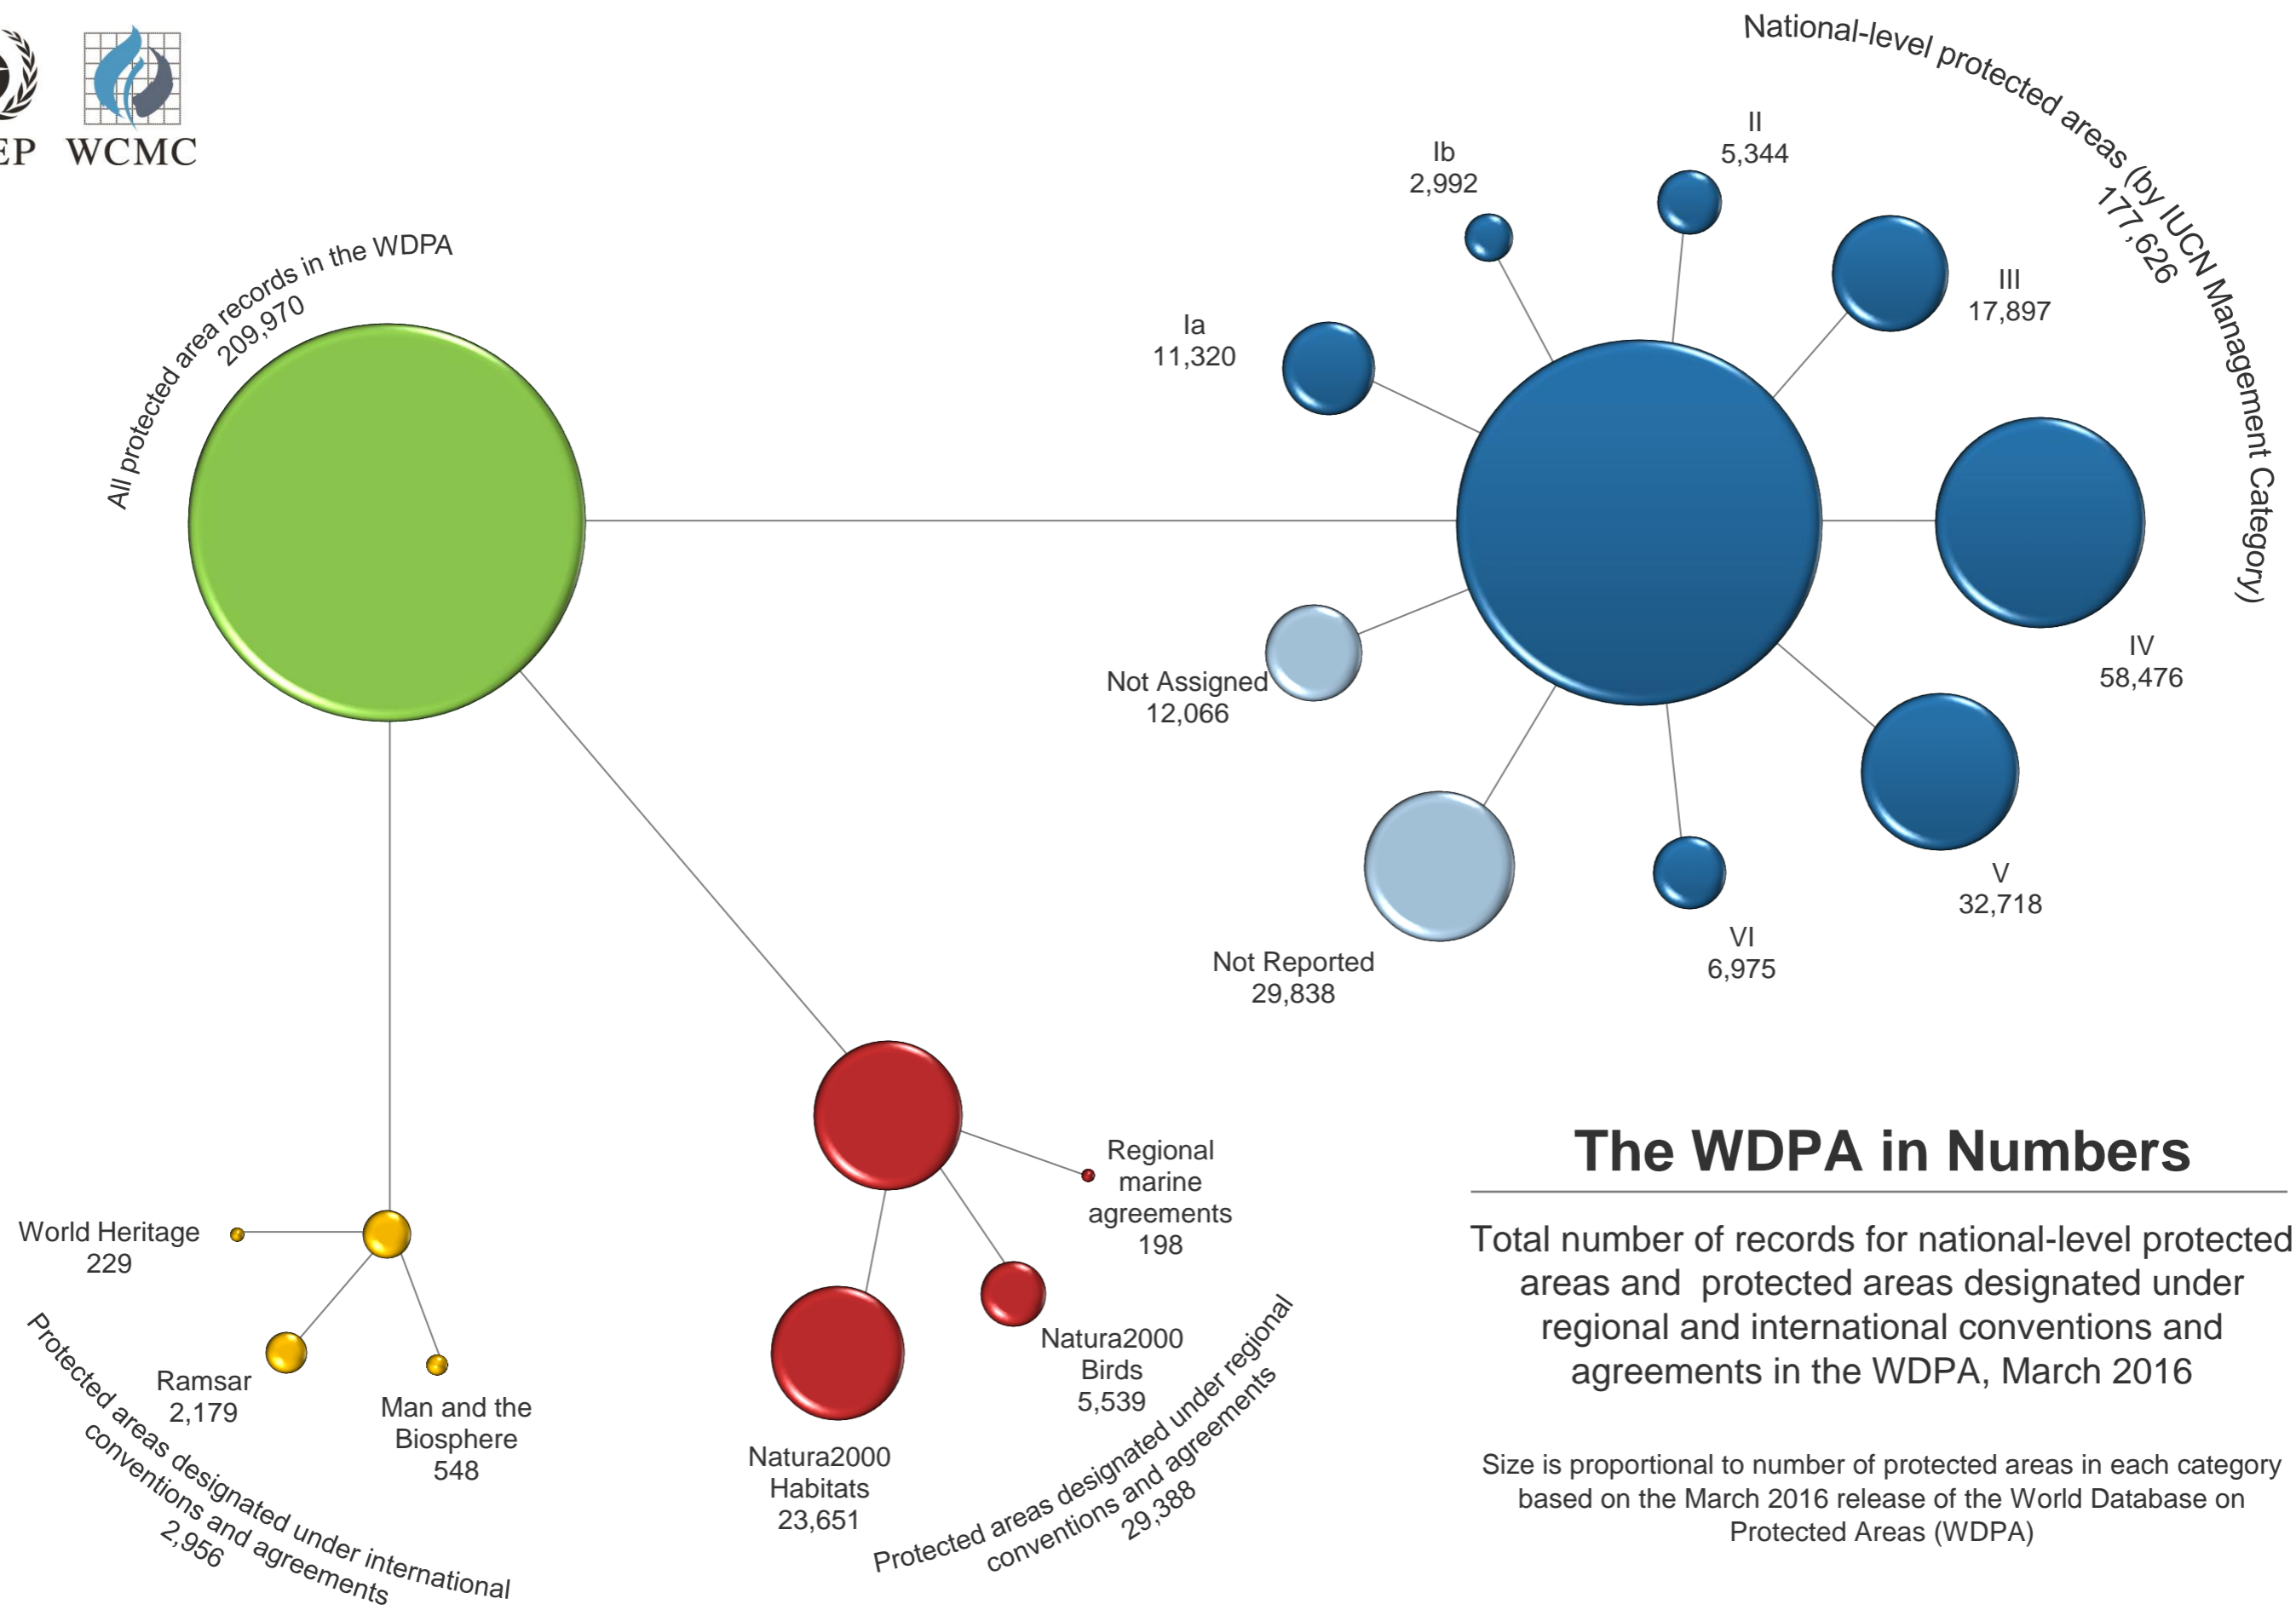 EP WCMC
National-level protected areas (by IUCN Management Category)
177,626
II
5,344
Ib
2,992
III
17,897
All protected area records in the WDPA
209,970
Ia
11,320
IV
58,476
Not Assigned
12,066
V
32,718
VI
6,975
Not Reported
29,838
Regional
marine
agreements
198
World Heritage
229
Natura2000
Birds
5,539
Ramsar
2,179
Man and the
Biosphere
548
Natura2000
Habitats
23,651
Protected areas designated under international
conventions and agreements
2,956
Protected areas designated under regional
conventions and agreements
29,388
The WDPA in Numbers
Total number of records for national-level protected
areas and protected areas designated under
regional and international conventions and
agreements in the WDPA, March 2016
Size is proportional to number of protected areas in each category
based on the March 2016 release of the World Database on
Protected Areas (WDPA)